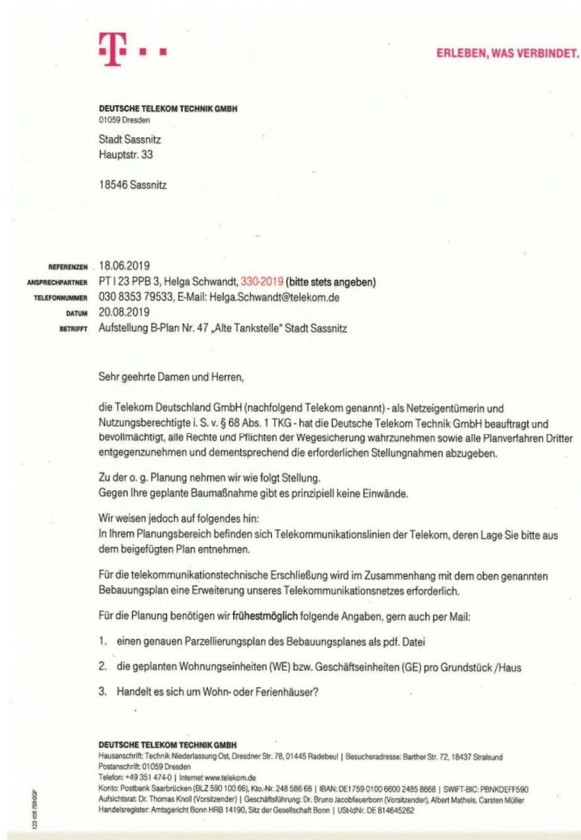 T
ERLEBEN, WAS VERBINDET.
DEUTSCHE TELEKOM TECHNIK GMBH
01059 Dresden
Stadt Sassnitz
Hauptstr. 33
18546 Sassnitz
REFERENZEN 18.06.2019
ANSPRECHPARTNER PT I 23 PPB 3, Helga Schwandt, 330-2019 (bitte stets angeben)
TELEFONNUMMER 030 8353 79533, E-Mail: Helga.Schwandt@telekom.de
DATUM 20.08.2019
BETRIFFT Aufstellung B-Plan Nr. 47 „Alte Tankstelle" Stadt Sassnitz
Sehr geehrte Damen und Herren,
die Telekom Deutschland GmbH (nachfolgend Telekom genannt) - als Netzeigentümerin und
Nutzungsberechtigte i. S. v. § 68 Abs. 1 TKG - hat die Deutsche Telekom Technik GmbH beauftragt und
bevollmächtigt, alle Rechte und Pflichten der Wegesicherung wahrzunehmen sowie alle Planverfahren Dritter
entgegenzunehmen und dementsprechend die erforderlichen Stellungnahmen abzugeben.
Zu der o. g. Planung nehmen wir wie folgt Stellung.
Gegen Ihre geplante Baumaßnahme gibt es prinzipiell keine Einwände.
Wir weisen jedoch auf folgendes hin:
In Ihrem Planungsbereich befinden sich Telekommunikationslinien der Telekom, deren Lage Sie bitte aus
dem beigefügten Plan entnehmen.
Für die telekommunikationstechnische Erschließung wird im Zusammenhang mit dem oben genannten
Bebauungsplan eine Erweiterung unseres Telekommunikationsnetzes erforderlich.
Für die Planung benötigen wir frühestmöglich folgende Angaben, gern auch per Mail:
1. einen genauen Parzellierungsplan des Bebauungsplanes als pdf. Datei
2. die geplanten Wohnungseinheiten (WE) bzw. Geschäftseinheiten (GE) pro Grundstück /Haus
3. Handelt es sich um Wohn- oder Ferienhäuser?
DEUTSCHE TELEKOM TECHNIK GMBH
Hausanschrift: Technik Niederlassung Ost, Dresdner Str. 78, 01445 Radebeul | Besucheradresse: Barther Str. 72, 18437 Stralsund
Postanschrift: 01059 Dresden
Telefon: +49 351 474-0 | Internet www.telekom.de
Konto: Postbank Saarbrücken (BLZ 590 100 66), Kto.-Nr. 248 586 68 | IBAN: DE1759 0100 6600 2485 8668 | SWIFT-BIC: PBNKDEFF590
Aufsichtsrat: Dr. Thomas Knoll (Vorsitzender) | Geschäftsführung: Dr. Bruno Jacobfeuerborn (Vorsitzender), Albert Matheis, Carsten Müller
Handelsregister: Amtsgericht Bonn HRB 14190, Sitz der Gesellschaft Bonn | USt-IdNr. DE 814645262